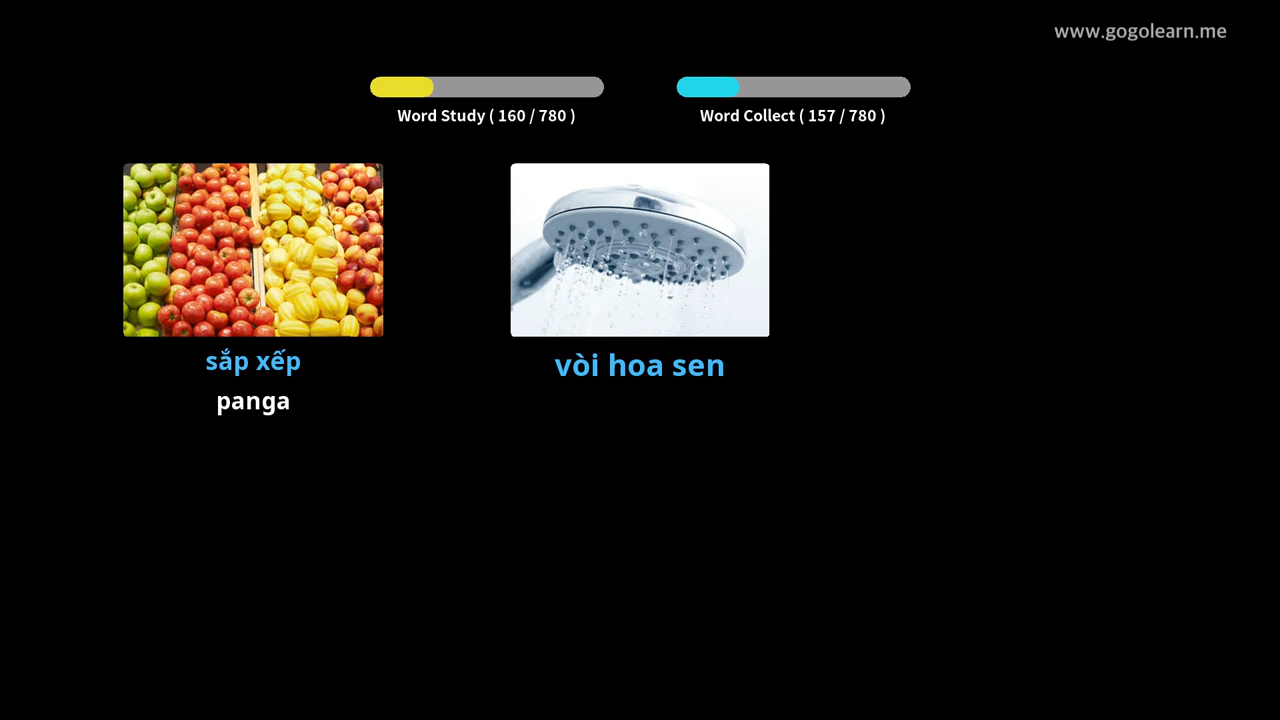 www.gogolearn.me
Word Study ( 160 / 780 )
Word Collect ( 157 / 780 )
sắp xếp
panga
vòi hoa sen